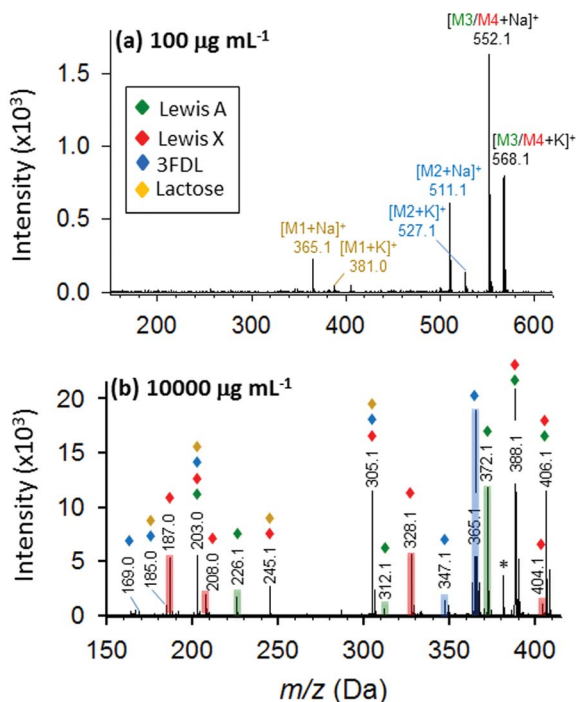 (a) 100 µg mL-1
Intensity (x10³)
1.5
1.0
0.5
0.0
Lewis A
Lewis X
3FDL
Lactose
[M3/M4+Na]+
552.1
[M3/M4+K]+
568.1
[M2+Na]+
511.1
[M2+K]+
527.1
[M1+Na]+
365.1
[M1+K]+
381.0
200 300 400 500 600
(b) 10000 µg mL-1
Intensity (x10³)
20
15
10
5
0
169.0
185.0
187.0
203.0
208.0
226.1
245.1
305.1
312.1
328.1
347.1
365.1
372.1
*
388.1
404.1
406.1
150 200 250 300 350 400
m/z (Da)